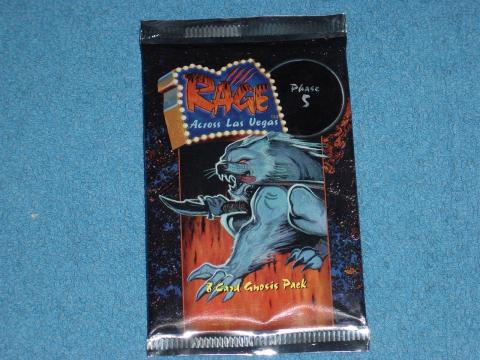 RAGE
Across Las Vegas
Phase
5
8 Card Gnosis Pack